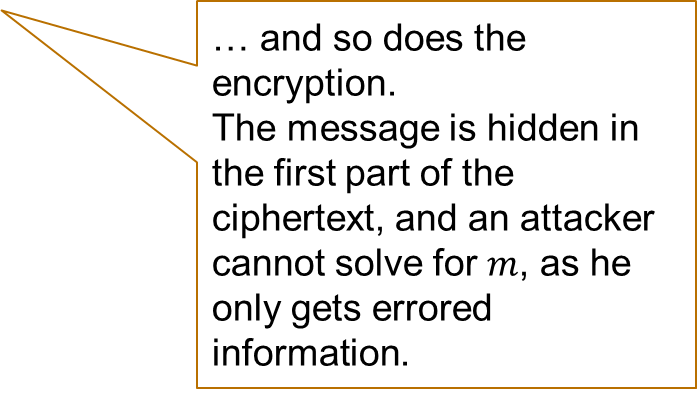 … and so does the
encryption.
The message is hidden in
the first part of the
ciphertext, and an attacker
cannot solve for 𝑚, as he
only gets errored
information.